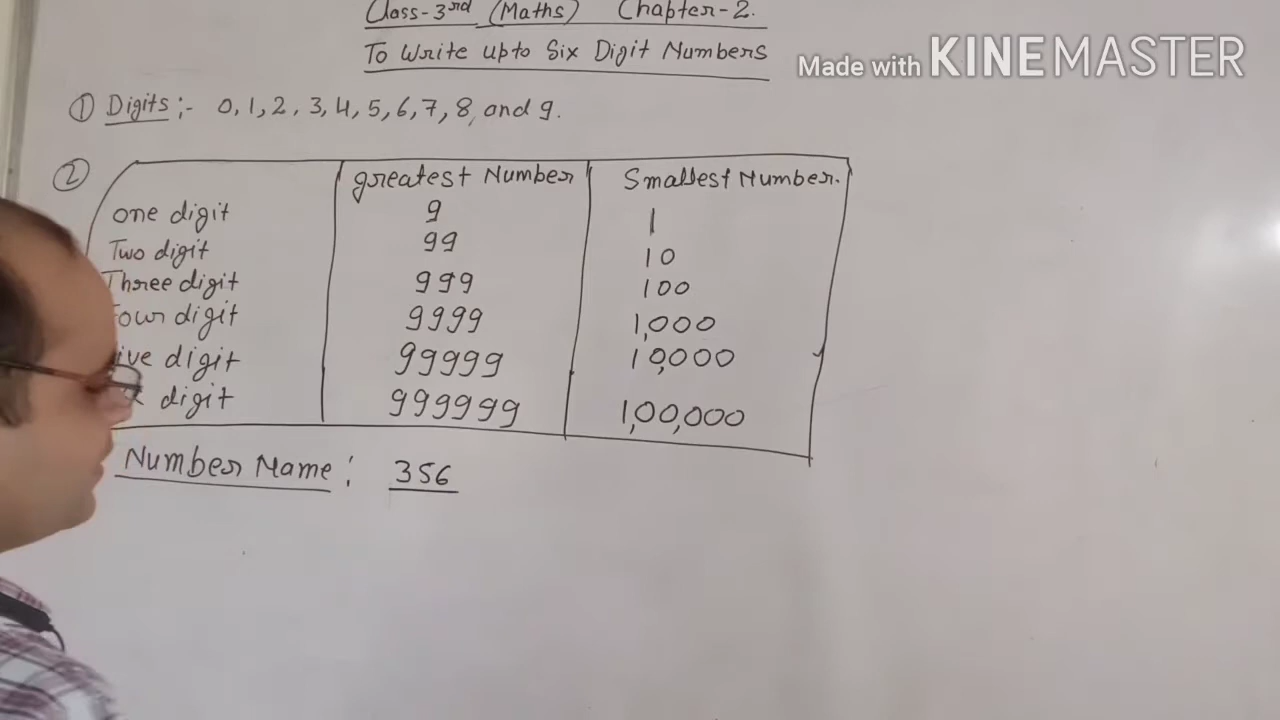 Class-3rd (Maths) Chapter-2.
To Write upto Six Digit Numbers
Made with KINEMASTER
① Digits :- 0, 1, 2, 3, 4, 5, 6, 7, 8, and 9.
② greatest Number Smallest Number.
one digit 9 1
Two digit 99 10
Three digit 999 100
Four digit 9999 1,000
ive digit 99999 10,000
digit 999999 1,00,000
Number Name : 356